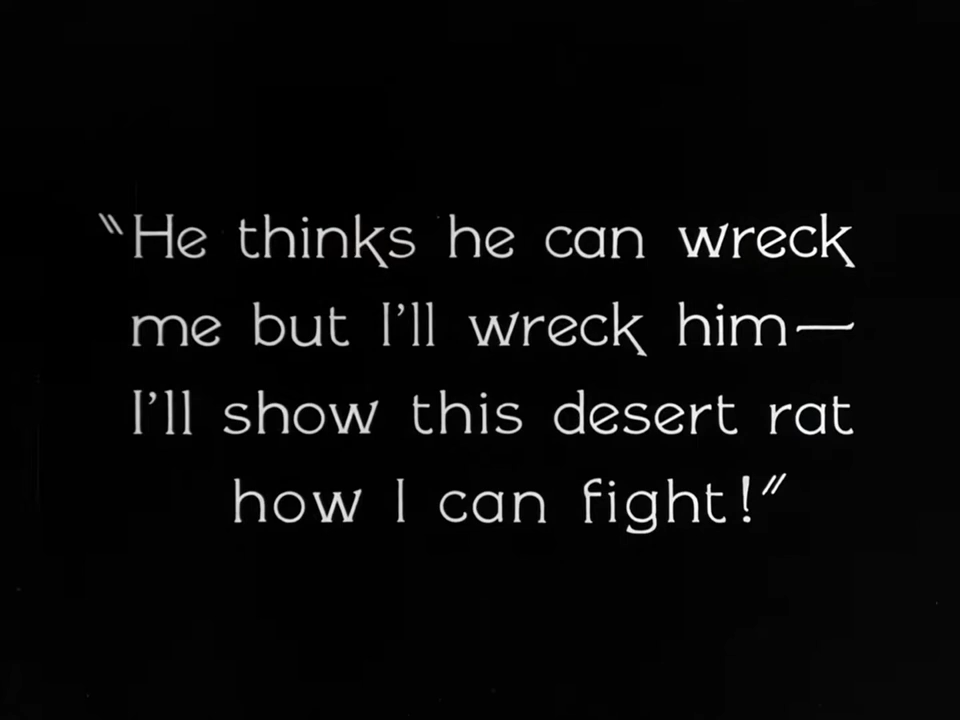 "He thinks he can wreck
me but I'll wreck him—
I'll show this desert rat
how I can fight!"